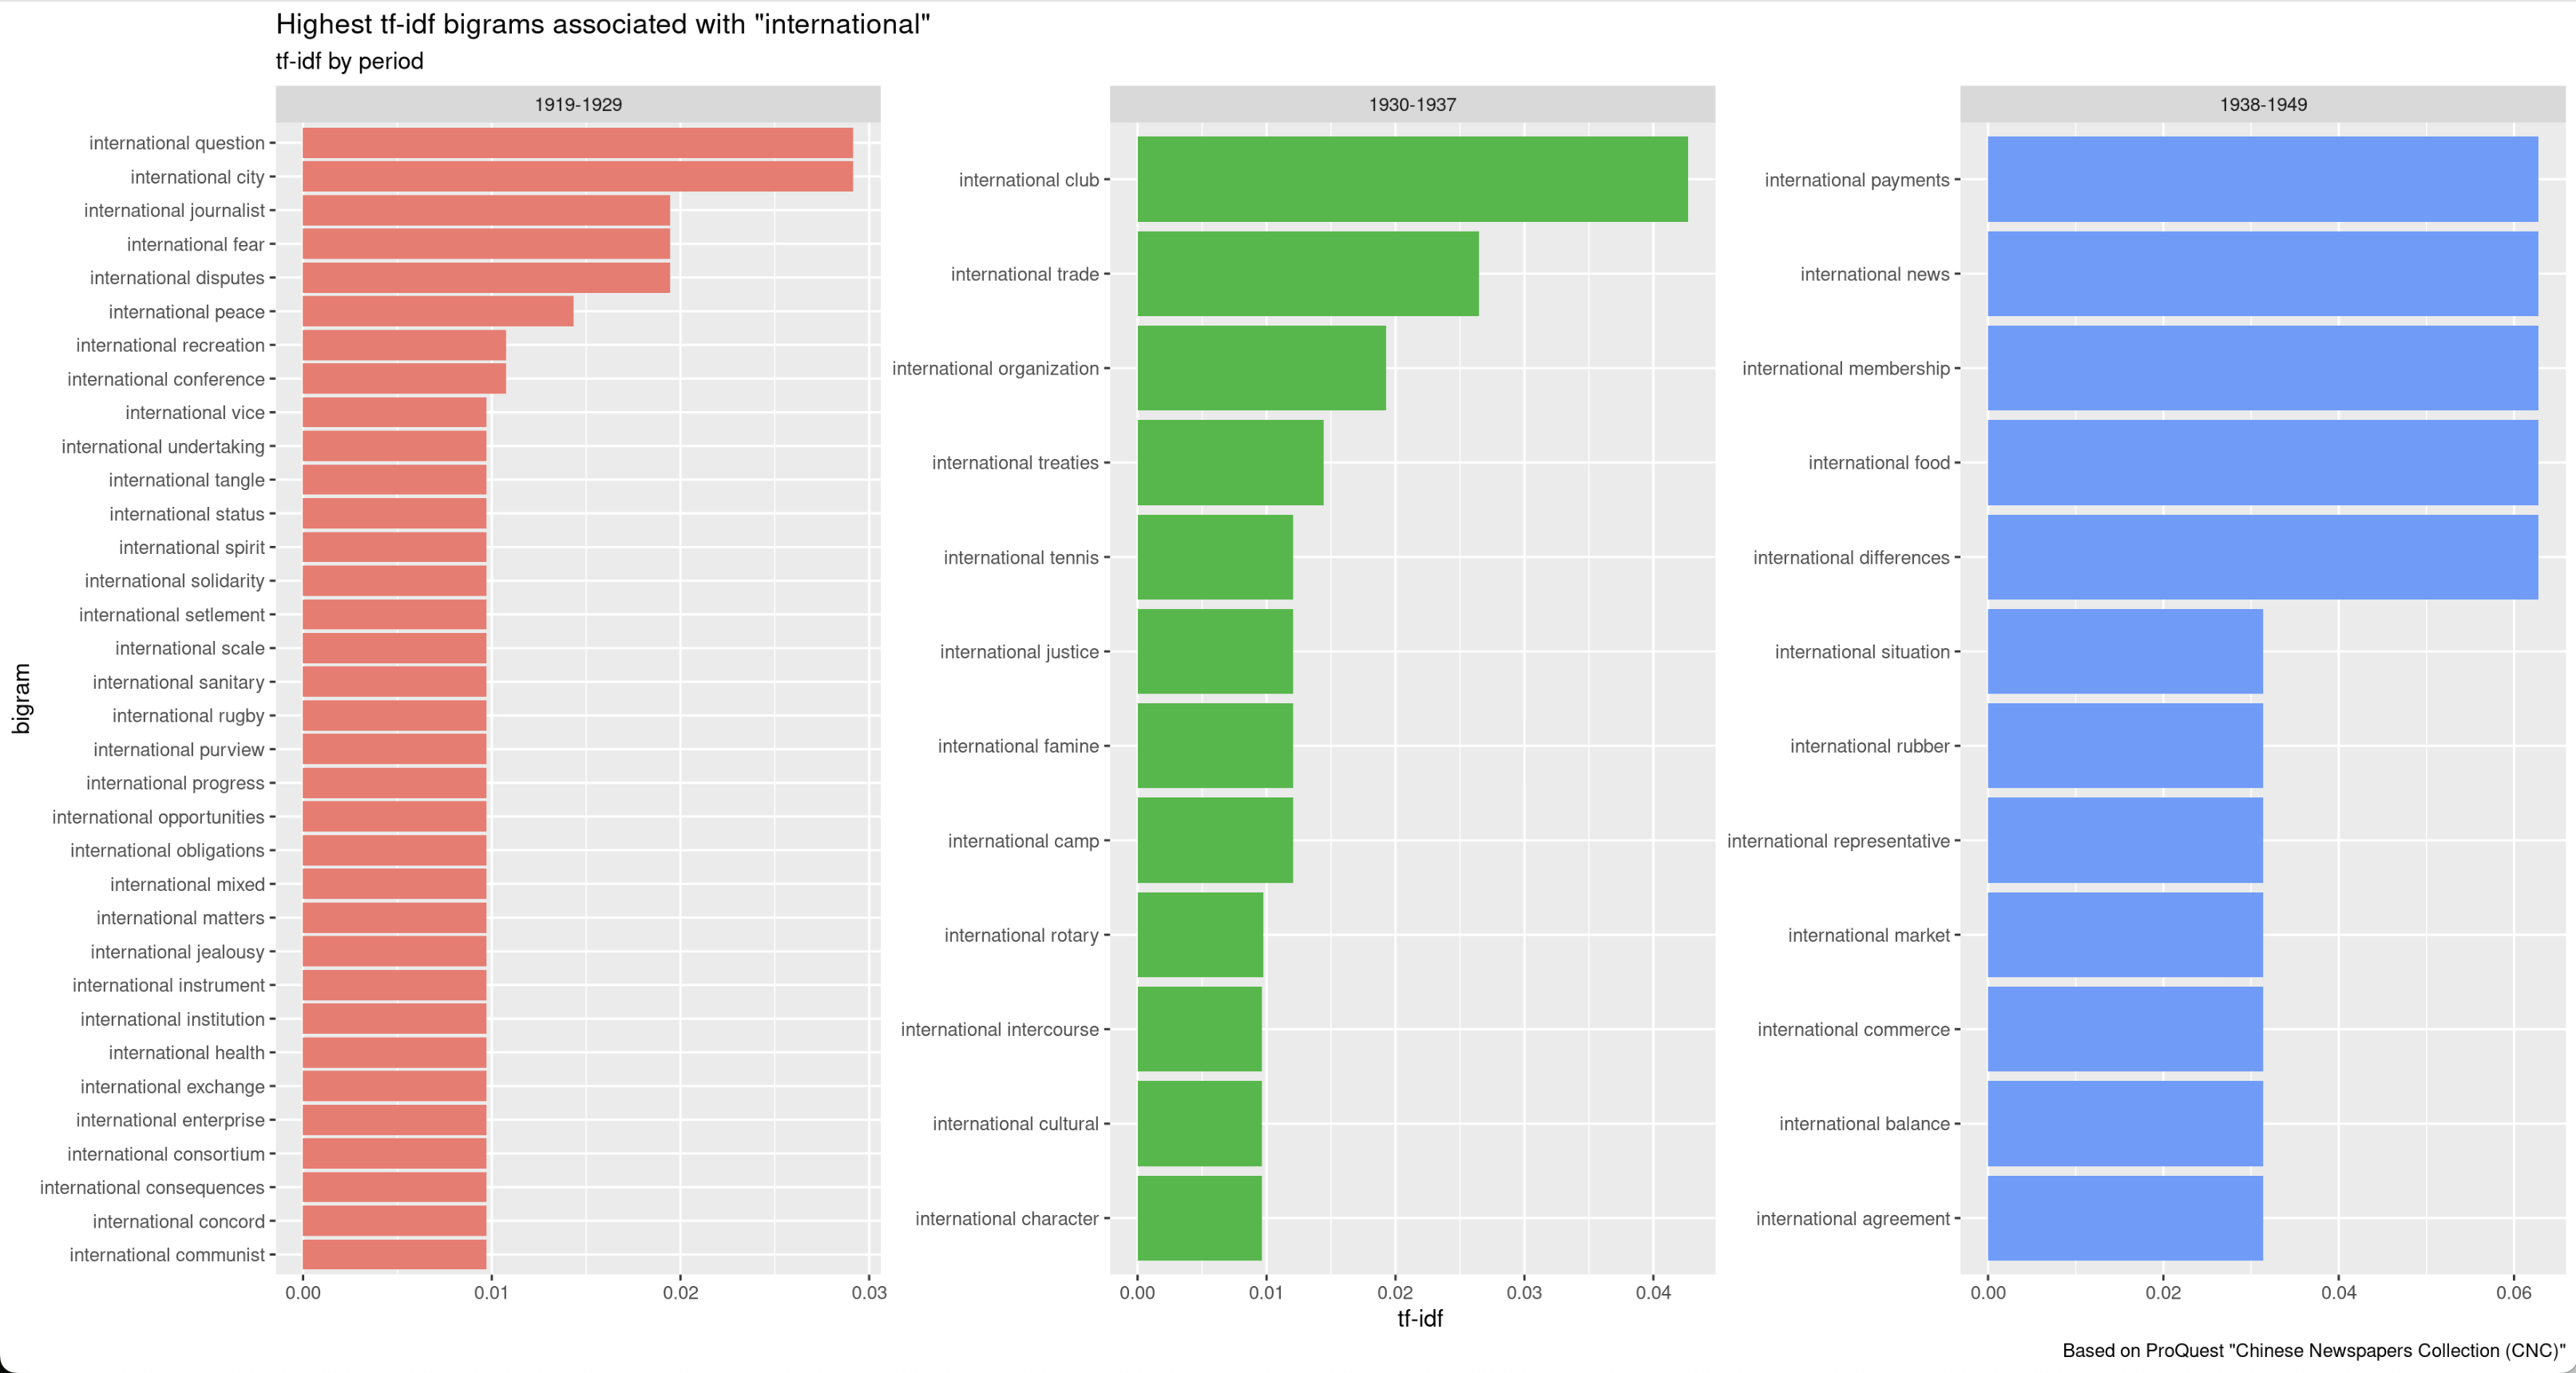 Highest tf-idf bigrams associated with "international"
tf-idf by period
1919-1929
international question
international city
international journalist
international fear
international disputes
international peace
international recreation
international conference
international vice
international undertaking
international tangle
international status
international spirit
international solidarity
international setlement
international scale
international sanitary
international rugby
international purview
international progress
international opportunities
international obligations
international mixed
international matters
international jealousy
international instrument
international institution
international health
international exchange
international enterprise
international consortium
international consequences
international concord
international communist
0.00 0.01 0.02 0.03
1930-1937
international club
international trade
international organization
international treaties
international tennis
international justice
international famine
international camp
international rotary
international intercourse
international cultural
international character
0.00 0.01 0.02 0.03 0.04
1938-1949
international payments
international news
international membership
international food
international differences
international situation
international rubber
international representative
international market
international commerce
international balance
international agreement
0.00 0.02 0.04 0.06
bigram
tf-idf
Based on ProQuest "Chinese Newspapers Collection (CNC)"